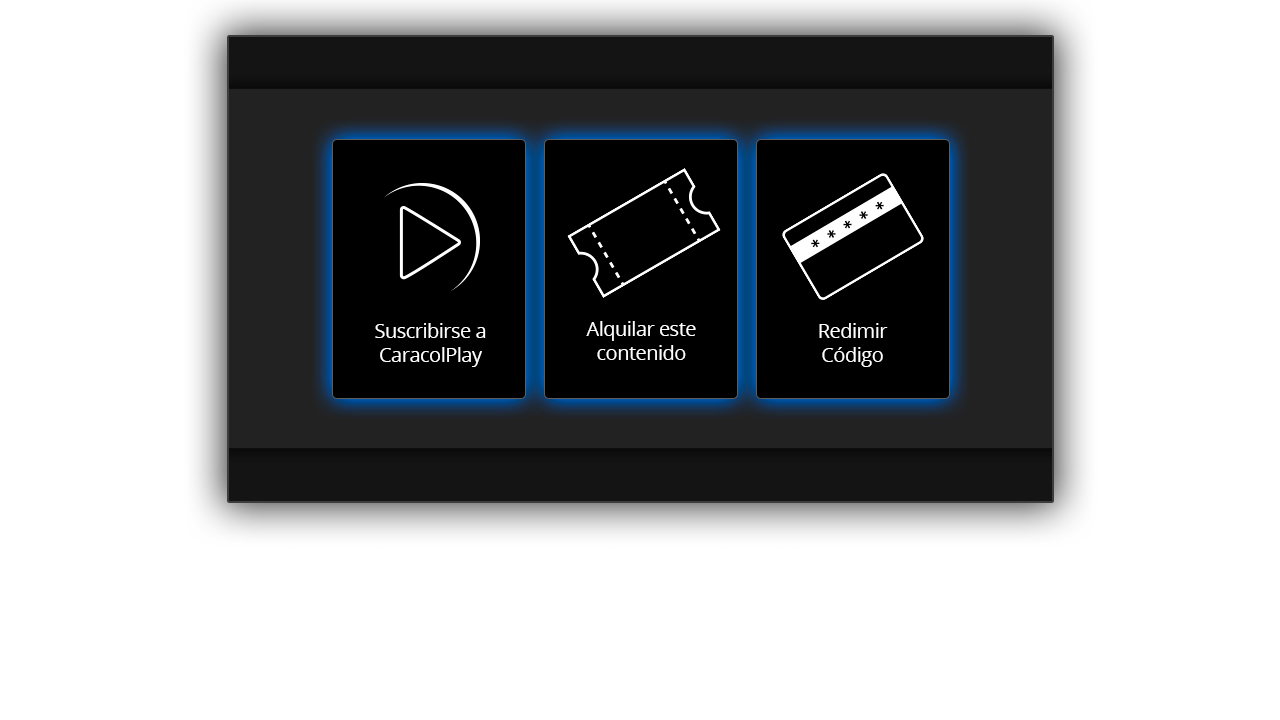 Suscribirse a
CaracolPlay
Alquilar este
contenido
* * * * *
Redimir
Código